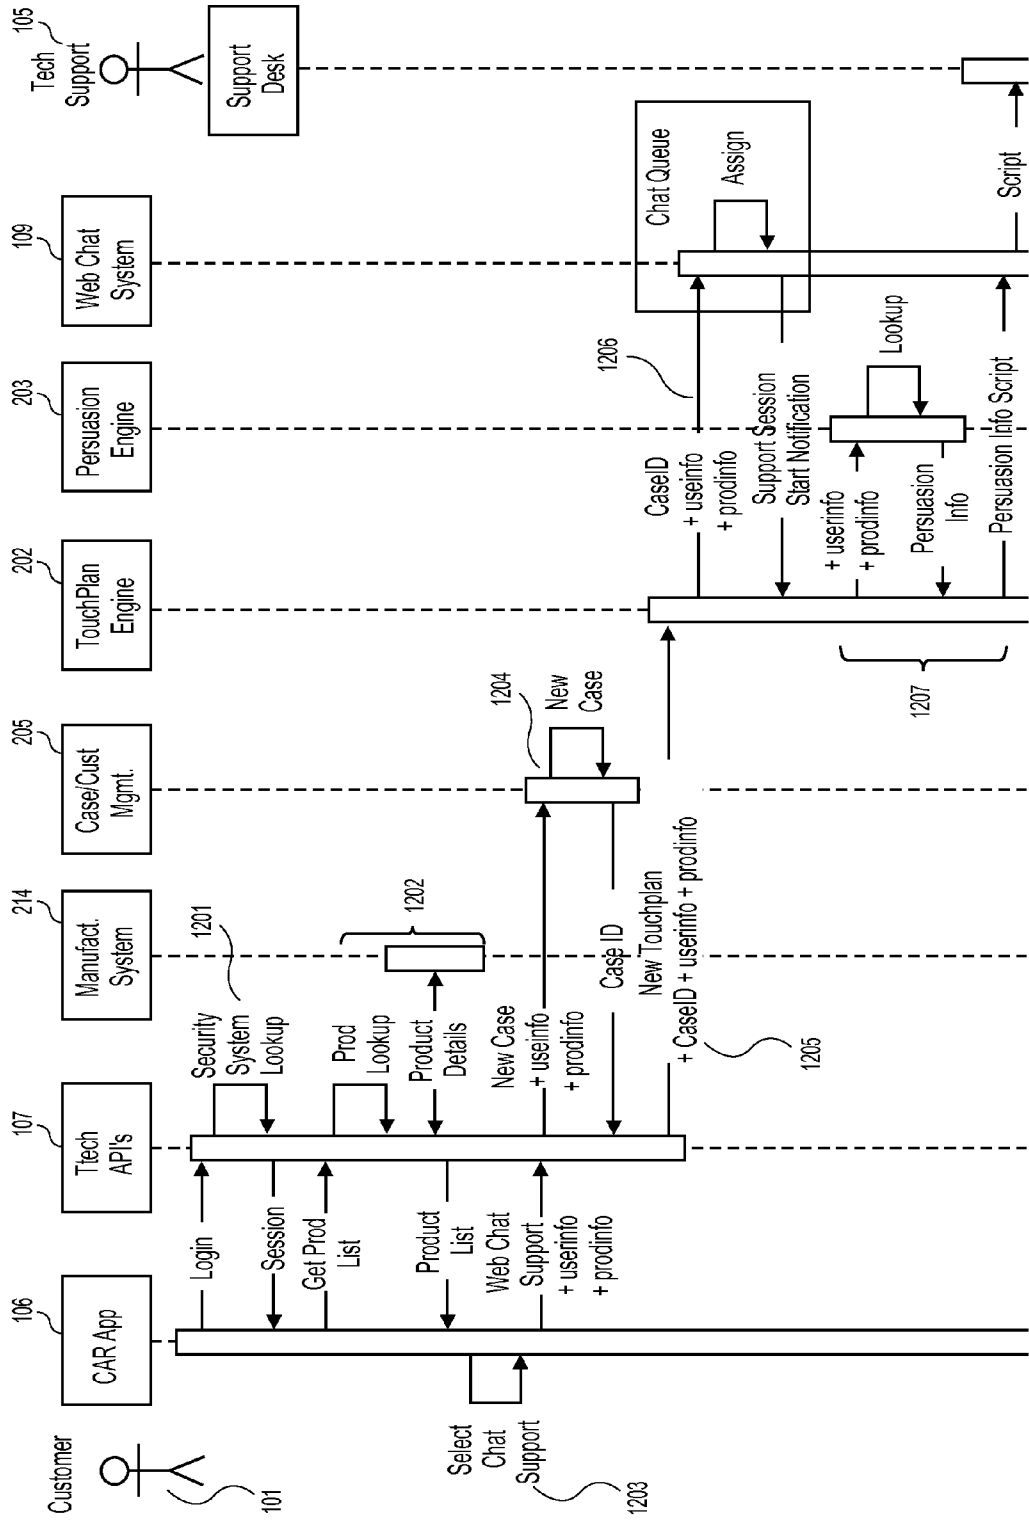 Customer
101
106
CAR App
107
Ttech
API's
214
Manufact.
System
205
Case/Cust
Mgmt.
202
TouchPlan
Engine
203
Persuasion
Engine
109
Web Chat
System
Tech
Support
105
Support
Desk
Login
Security
System
Lookup
1201
Session
Get Prod
List
Prod
Lookup
Product
Details
1202
Product
List
Select
Chat
Support
1203
Web Chat
Support
+ userinfo
+ prodinfo
New Case
+ useinfo
+ prodinfo
1204
New
Case
Case ID
New Touchplan
+ CaseID + userinfo + prodinfo
1205
CaseID
+ useinfo
+ prodinfo
1206
Chat Queue
Assign
Support Session
Start Notification
+ userinfo
+ prodinfo
Lookup
Persuasion
Info
1207
Persuasion Info Script
Script